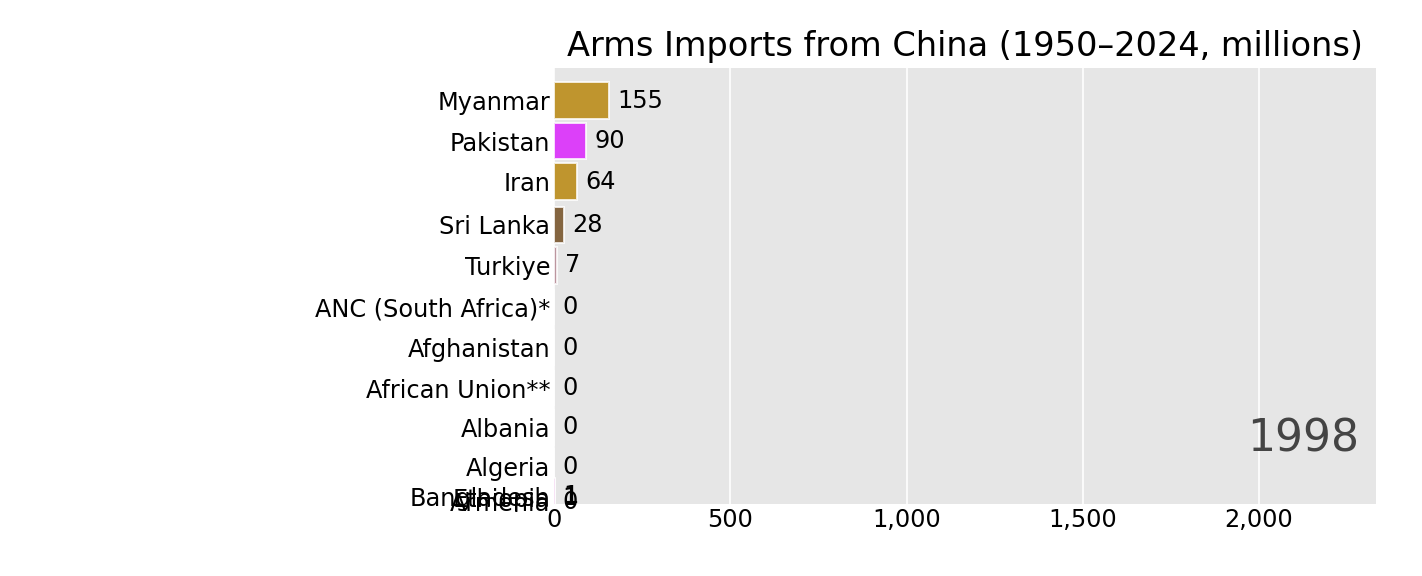 Arms Imports from China (1950–2024, millions)
Myanmar 155
Pakistan 90
Iran 64
Sri Lanka 28
Turkiye 7
ANC (South Africa)* 0
Afghanistan 0
African Union** 0
Albania 0
1998
Algeria 0
0 500 1,000 1,500 2,000